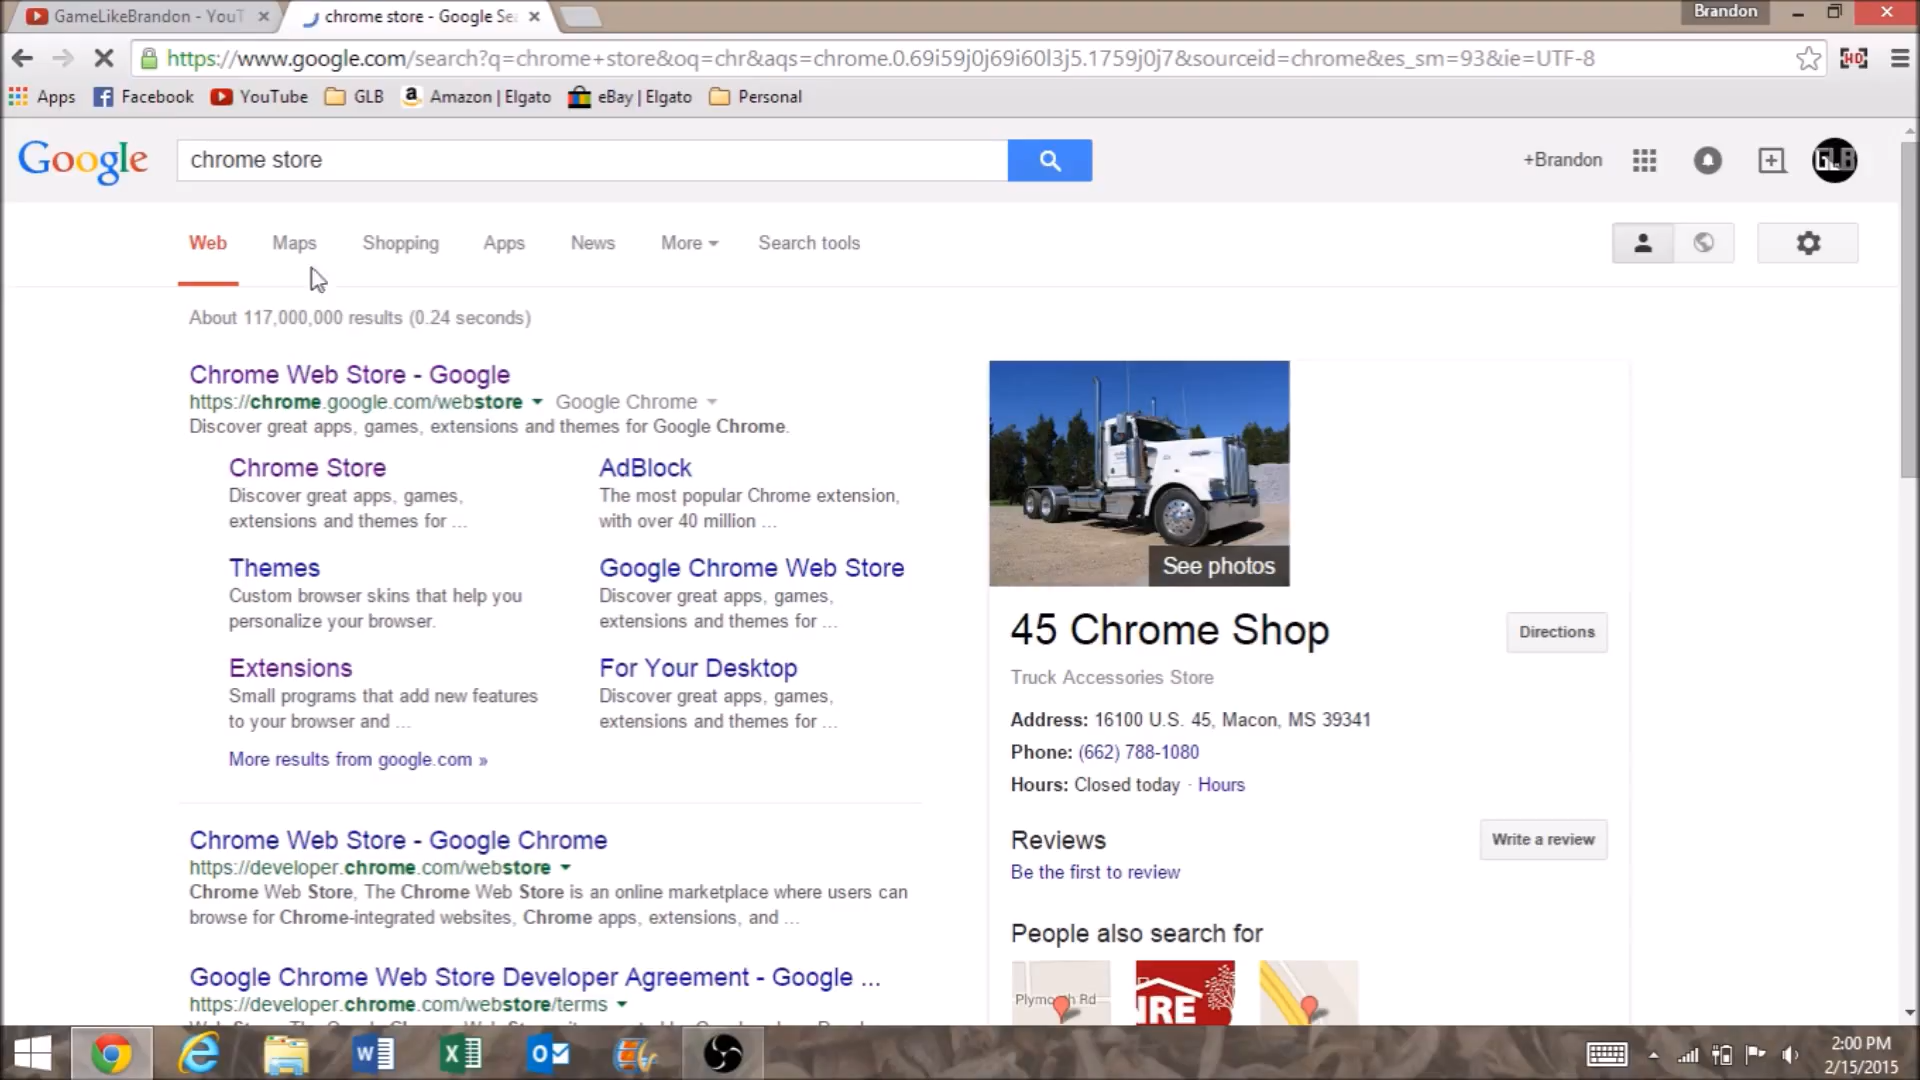 GameLikeBrandon - YouT
chrome store - Google Se
Brandon
https://www.google.com/search?q=chrome+store&oq=chr&aqs=chrome.0.69i59j0j69i60l3j5.1759j0j7&sourceid=chrome&es_sm=93&ie=UTF-8
HD
Apps Facebook YouTube GLB Amazon | Elgato eBay | Elgato Personal
Google
chrome store
+Brandon
GLB
Web Maps Shopping Apps News More Search tools
About 117,000,000 results (0.24 seconds)
Chrome Web Store - Google
https://chrome.google.com/webstore Google Chrome
Discover great apps, games, extensions and themes for Google Chrome.
Chrome Store
Discover great apps, games,
extensions and themes for ...
AdBlock
The most popular Chrome extension,
with over 40 million ...
Themes
Custom browser skins that help you
personalize your browser.
Google Chrome Web Store
Discover great apps, games,
extensions and themes for ...
Extensions
Small programs that add new features
to your browser and ...
For Your Desktop
Discover great apps, games,
extensions and themes for ...
More results from google.com »
Chrome Web Store - Google Chrome
https://developer.chrome.com/webstore
Chrome Web Store, The Chrome Web Store is an online marketplace where users can
browse for Chrome-integrated websites, Chrome apps, extensions, and ...
Google Chrome Web Store Developer Agreement - Google ...
https://developer.chrome.com/webstore/terms
See photos
45 Chrome Shop
Directions
Truck Accessories Store
Address: 16100 U.S. 45, Macon, MS 39341
Phone: (662) 788-1080
Hours: Closed today · Hours
Reviews
Write a review
Be the first to review
People also search for
Plymouth Rd
2:00 PM
2/15/2015